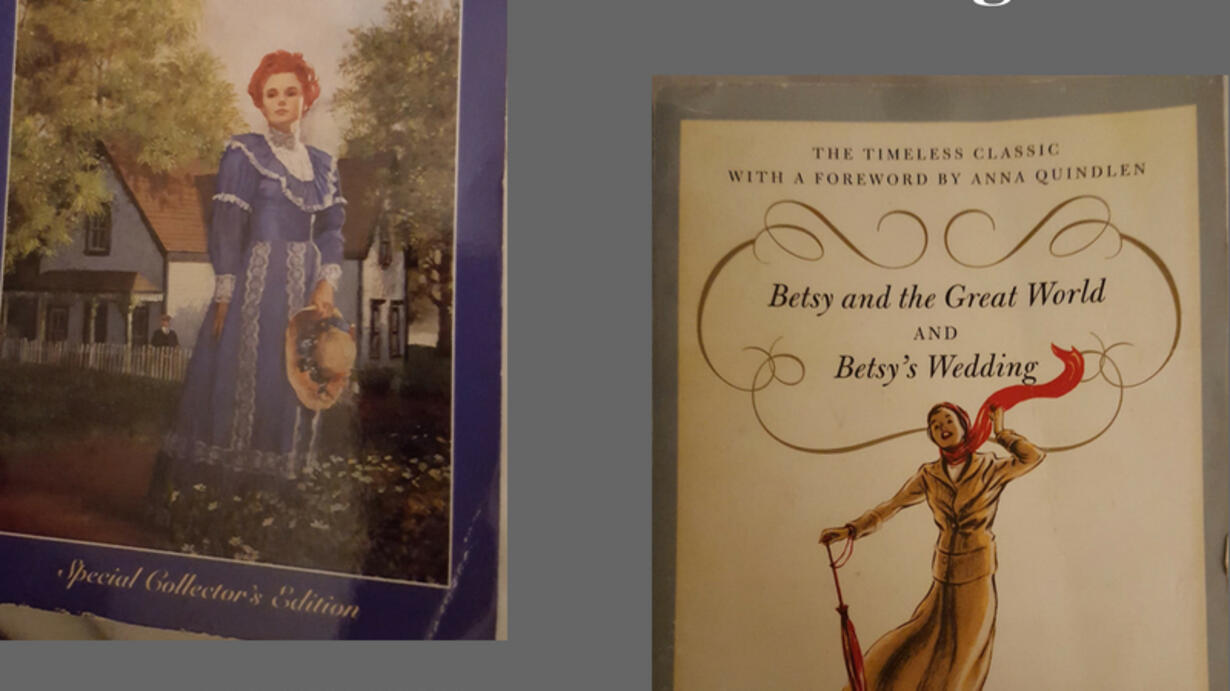 Special Collector's Edition
THE TIMELESS CLASSIC
WITH A FOREWORD BY ANNA QUINDLEN
Betsy and the Great World
AND
Betsy's Wedding